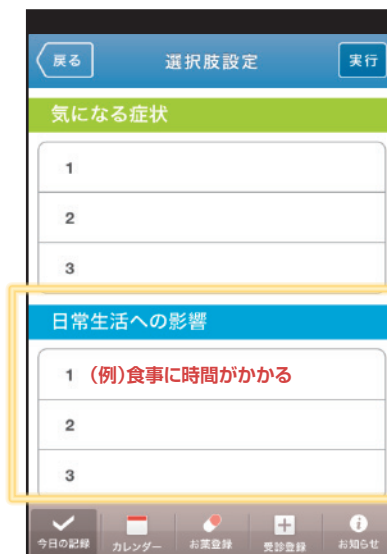 戻る
選択肢設定
実行
気になる症状
1
2
3
日常生活への影響
1 (例)食事に時間がかかる
2
3
今日の記録
カレンダー
お薬登録
受診登録
お知らせ